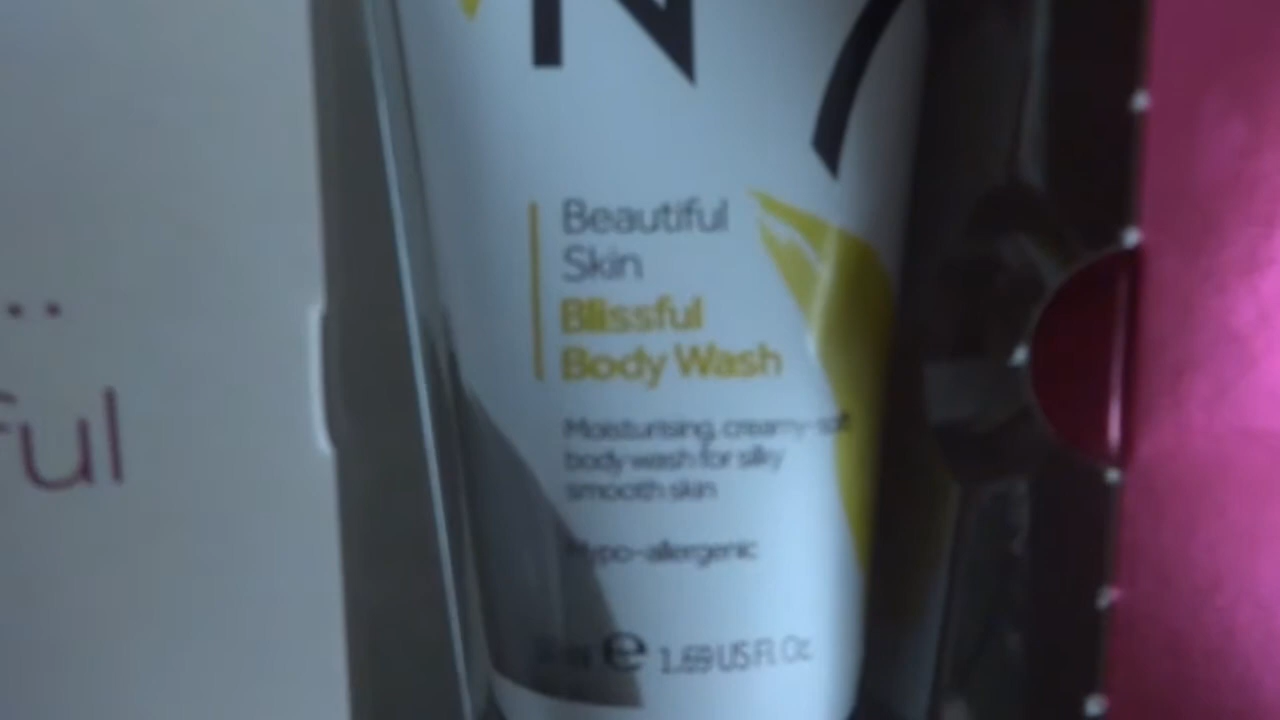 N7
Beautiful
Skin
Blissful
Body Wash
Moisturising, creamy-soft
body wash for silky
smooth skin
Hypo-allergenic
e 1.69 US Fl. Oz
..
ful